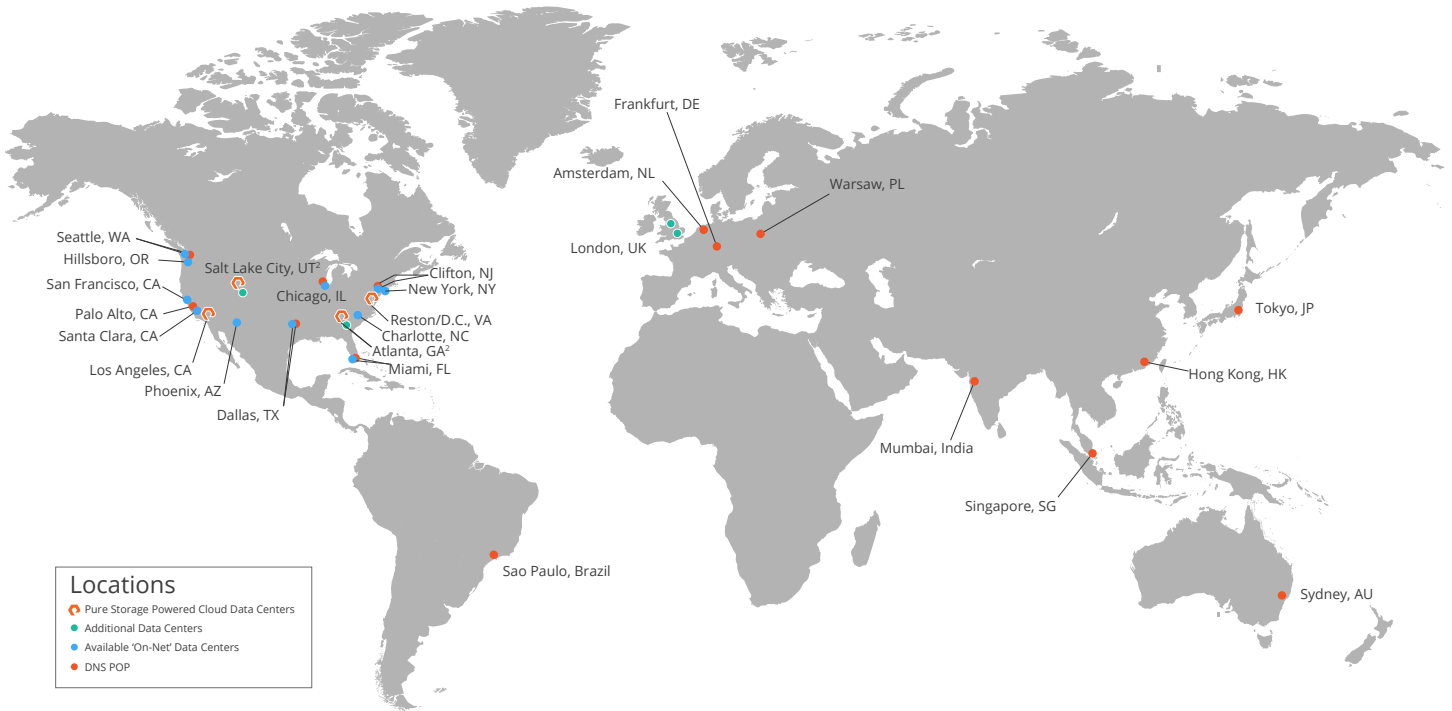 Frankfurt, DE
Amsterdam, NL
Warsaw, PL
London, UK
Seattle, WA
Hillsboro, OR
Salt Lake City, UT²
Clifton, NJ
San Francisco, CA
Chicago, IL
New York, NY
Palo Alto, CA
Reston/D.C., VA
Santa Clara, CA
Charlotte, NC
Atlanta, GA²
Los Angeles, CA
Miami, FL
Phoenix, AZ
Dallas, TX
Tokyo, JP
Hong Kong, HK
Mumbai, India
Singapore, SG
Sao Paulo, Brazil
Sydney, AU
Locations
Pure Storage Powered Cloud Data Centers
Additional Data Centers
Available ‘On-Net’ Data Centers
DNS POP